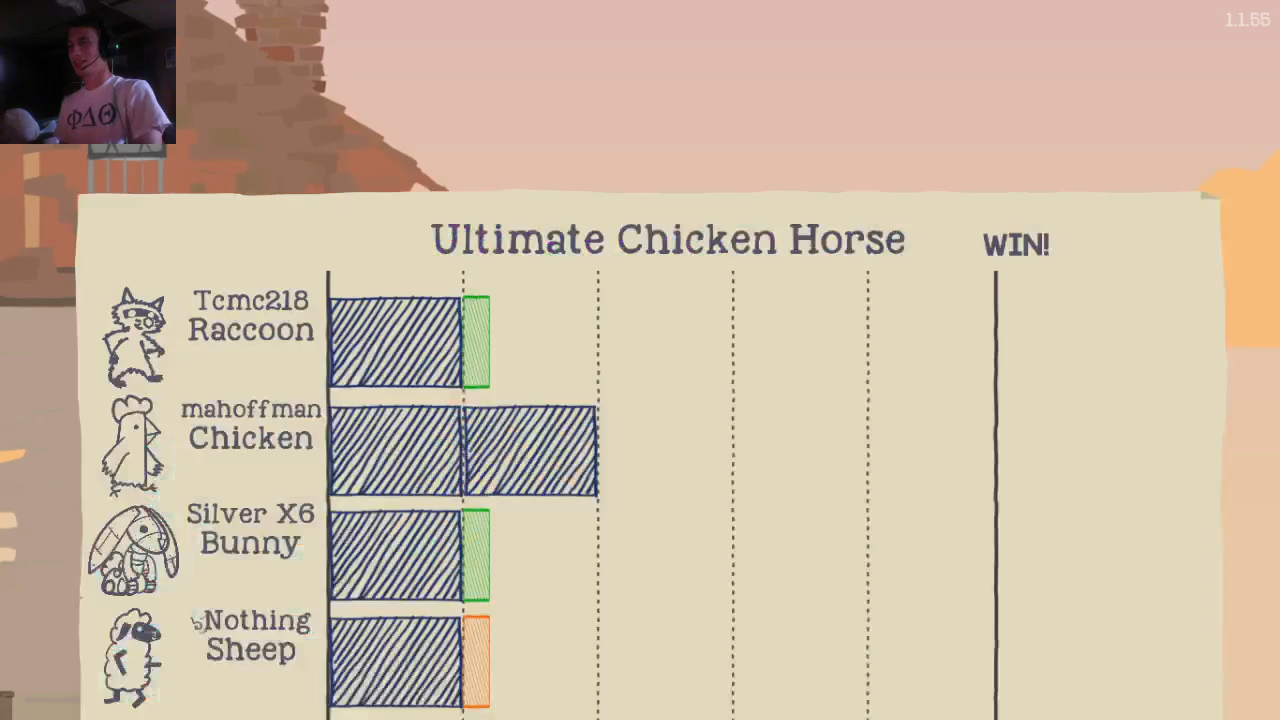 1.1.55
ΦΔΘ
Ultimate Chicken Horse
WIN!
Tcmc218
Raccoon
mahoffman
Chicken
Silver X6
Bunny
Nothing
Sheep